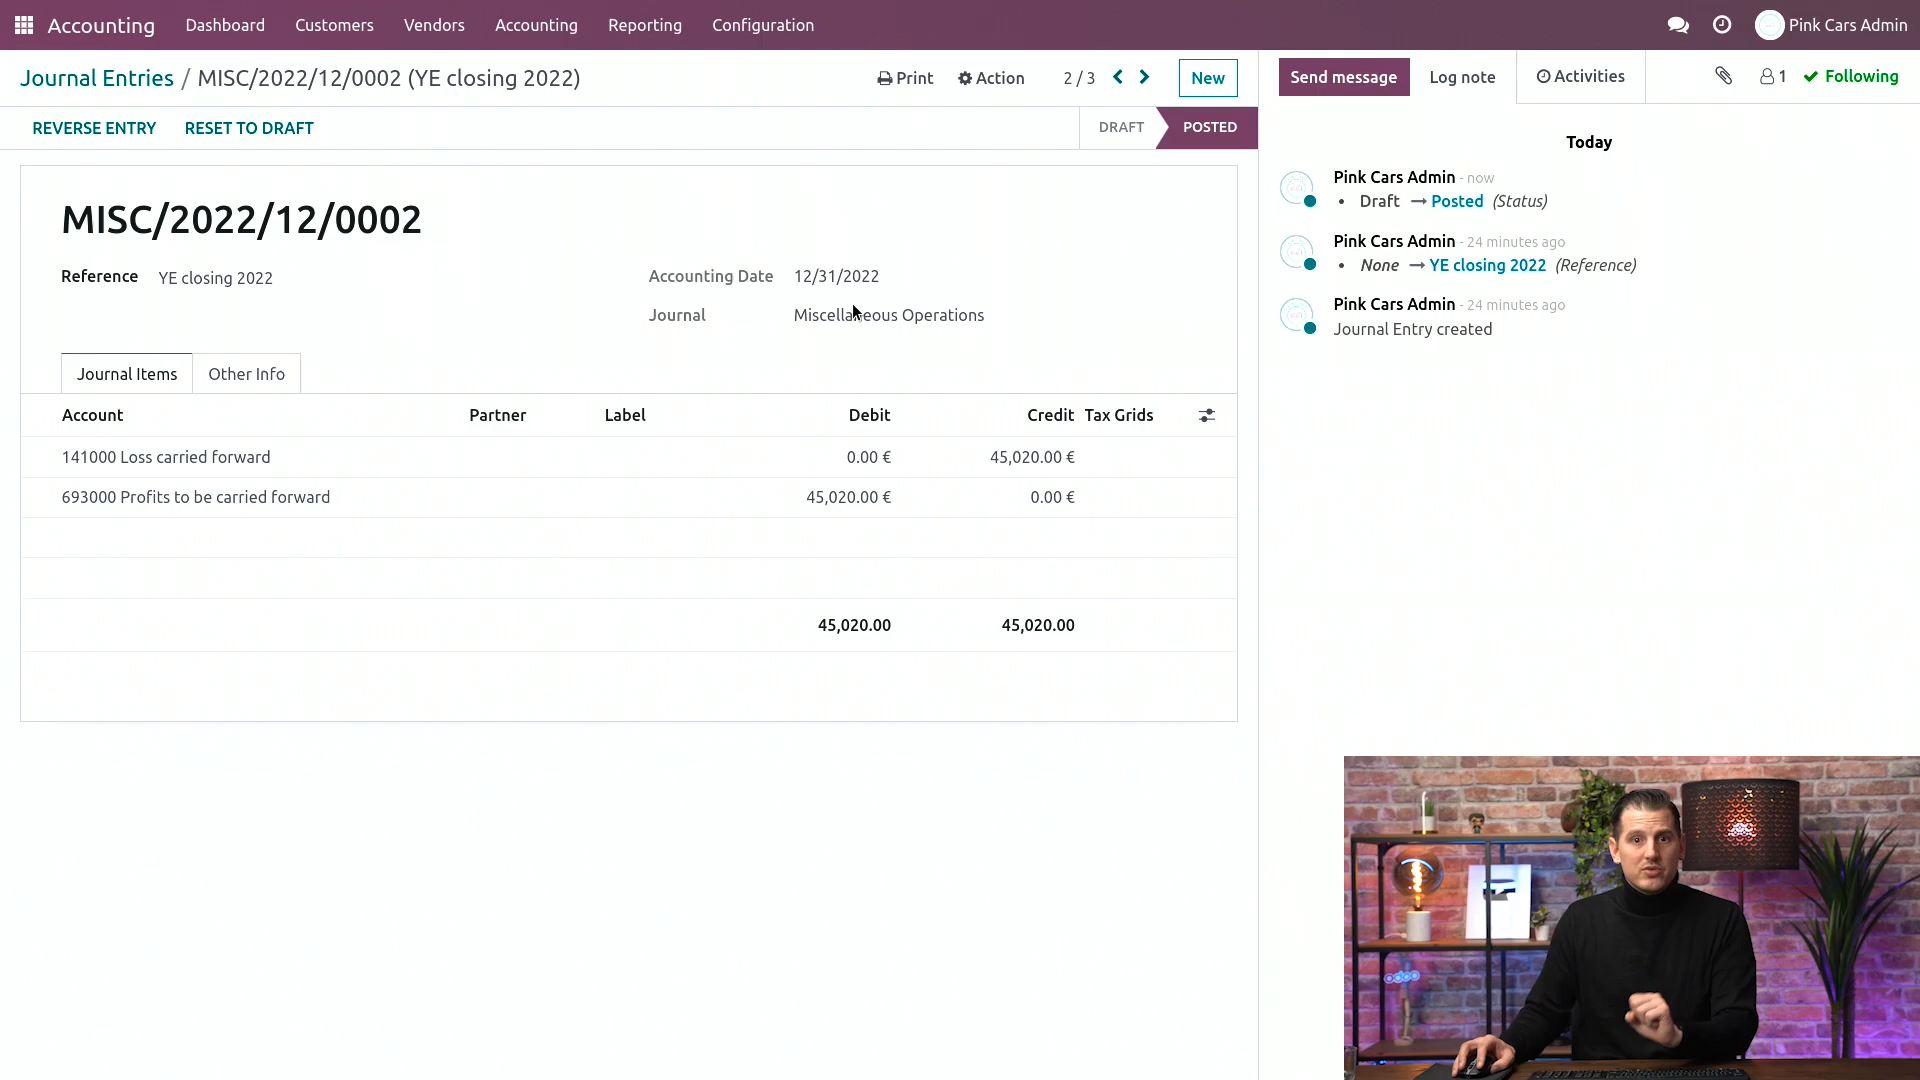 Accounting Dashboard Customers Vendors Accounting Reporting Configuration Pink Cars Admin
Journal Entries / MISC/2022/12/0002 (YE closing 2022) Print Action 2 / 3 New
REVERSE ENTRY RESET TO DRAFT DRAFT POSTED
MISC/2022/12/0002
Reference YE closing 2022 Accounting Date 12/31/2022
Journal Miscellaneous Operations
Journal Items Other Info
Account Partner Label Debit Credit Tax Grids
141000 Loss carried forward 0.00 € 45,020.00 €
693000 Profits to be carried forward 45,020.00 € 0.00 €
45,020.00 45,020.00
Send message Log note Activities 1 Following
Today
Pink Cars Admin - now
• Draft → Posted (Status)
Pink Cars Admin - 24 minutes ago
• None → YE closing 2022 (Reference)
Pink Cars Admin - 24 minutes ago
Journal Entry created